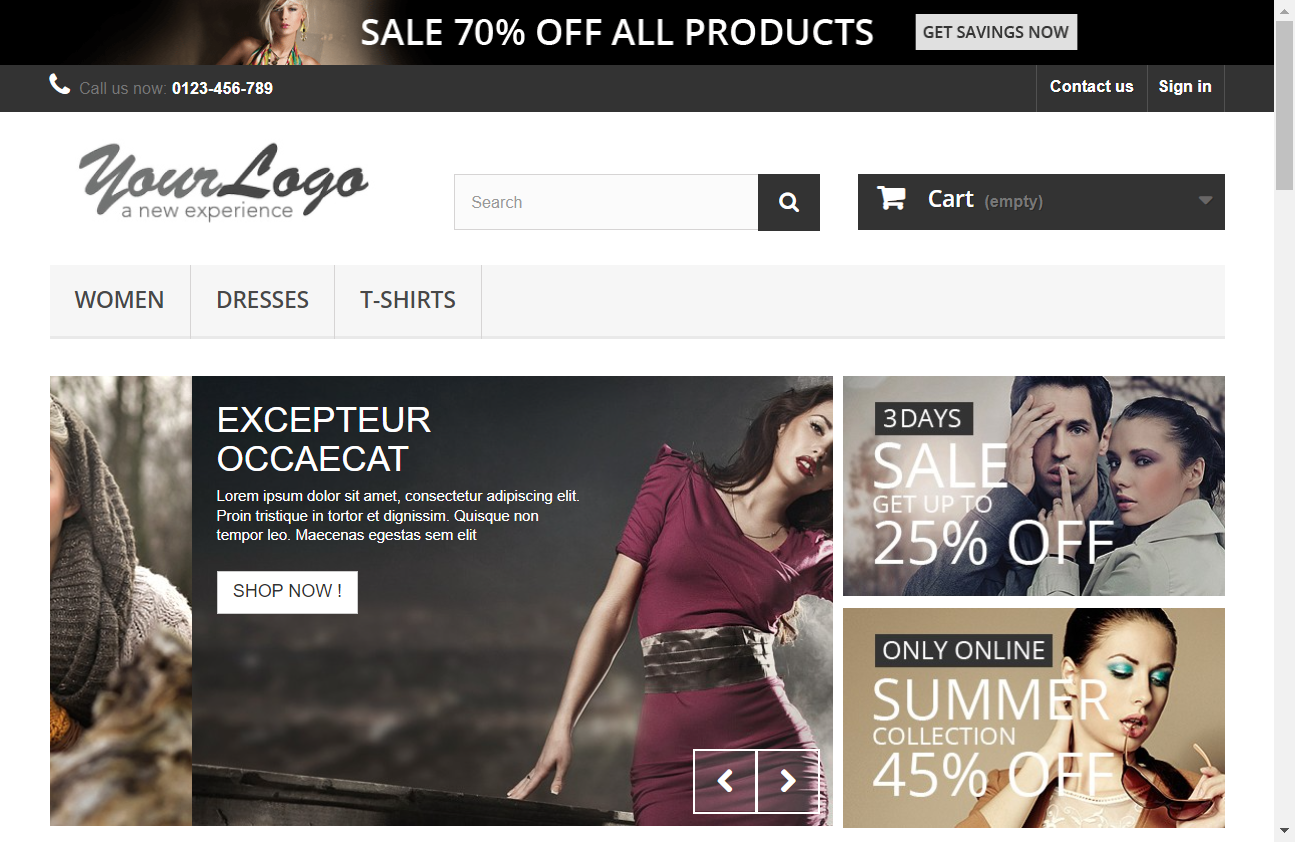 SALE 70% OFF ALL PRODUCTS
GET SAVINGS NOW
Call us now: 0123-456-789
Contact us
Sign in
YourLogo
a new experience
Search
Cart (empty)
WOMEN
DRESSES
T-SHIRTS
EXCEPTEUR
OCCAECAT
Lorem ipsum dolor sit amet, consectetur adipiscing elit.
Proin tristique in tortor et dignissim. Quisque non
tempor leo. Maecenas egestas sem elit
SHOP NOW !
3 DAYS
SALE
GET UP TO
25% OFF
ONLY ONLINE
SUMMER
COLLECTION
45% OFF